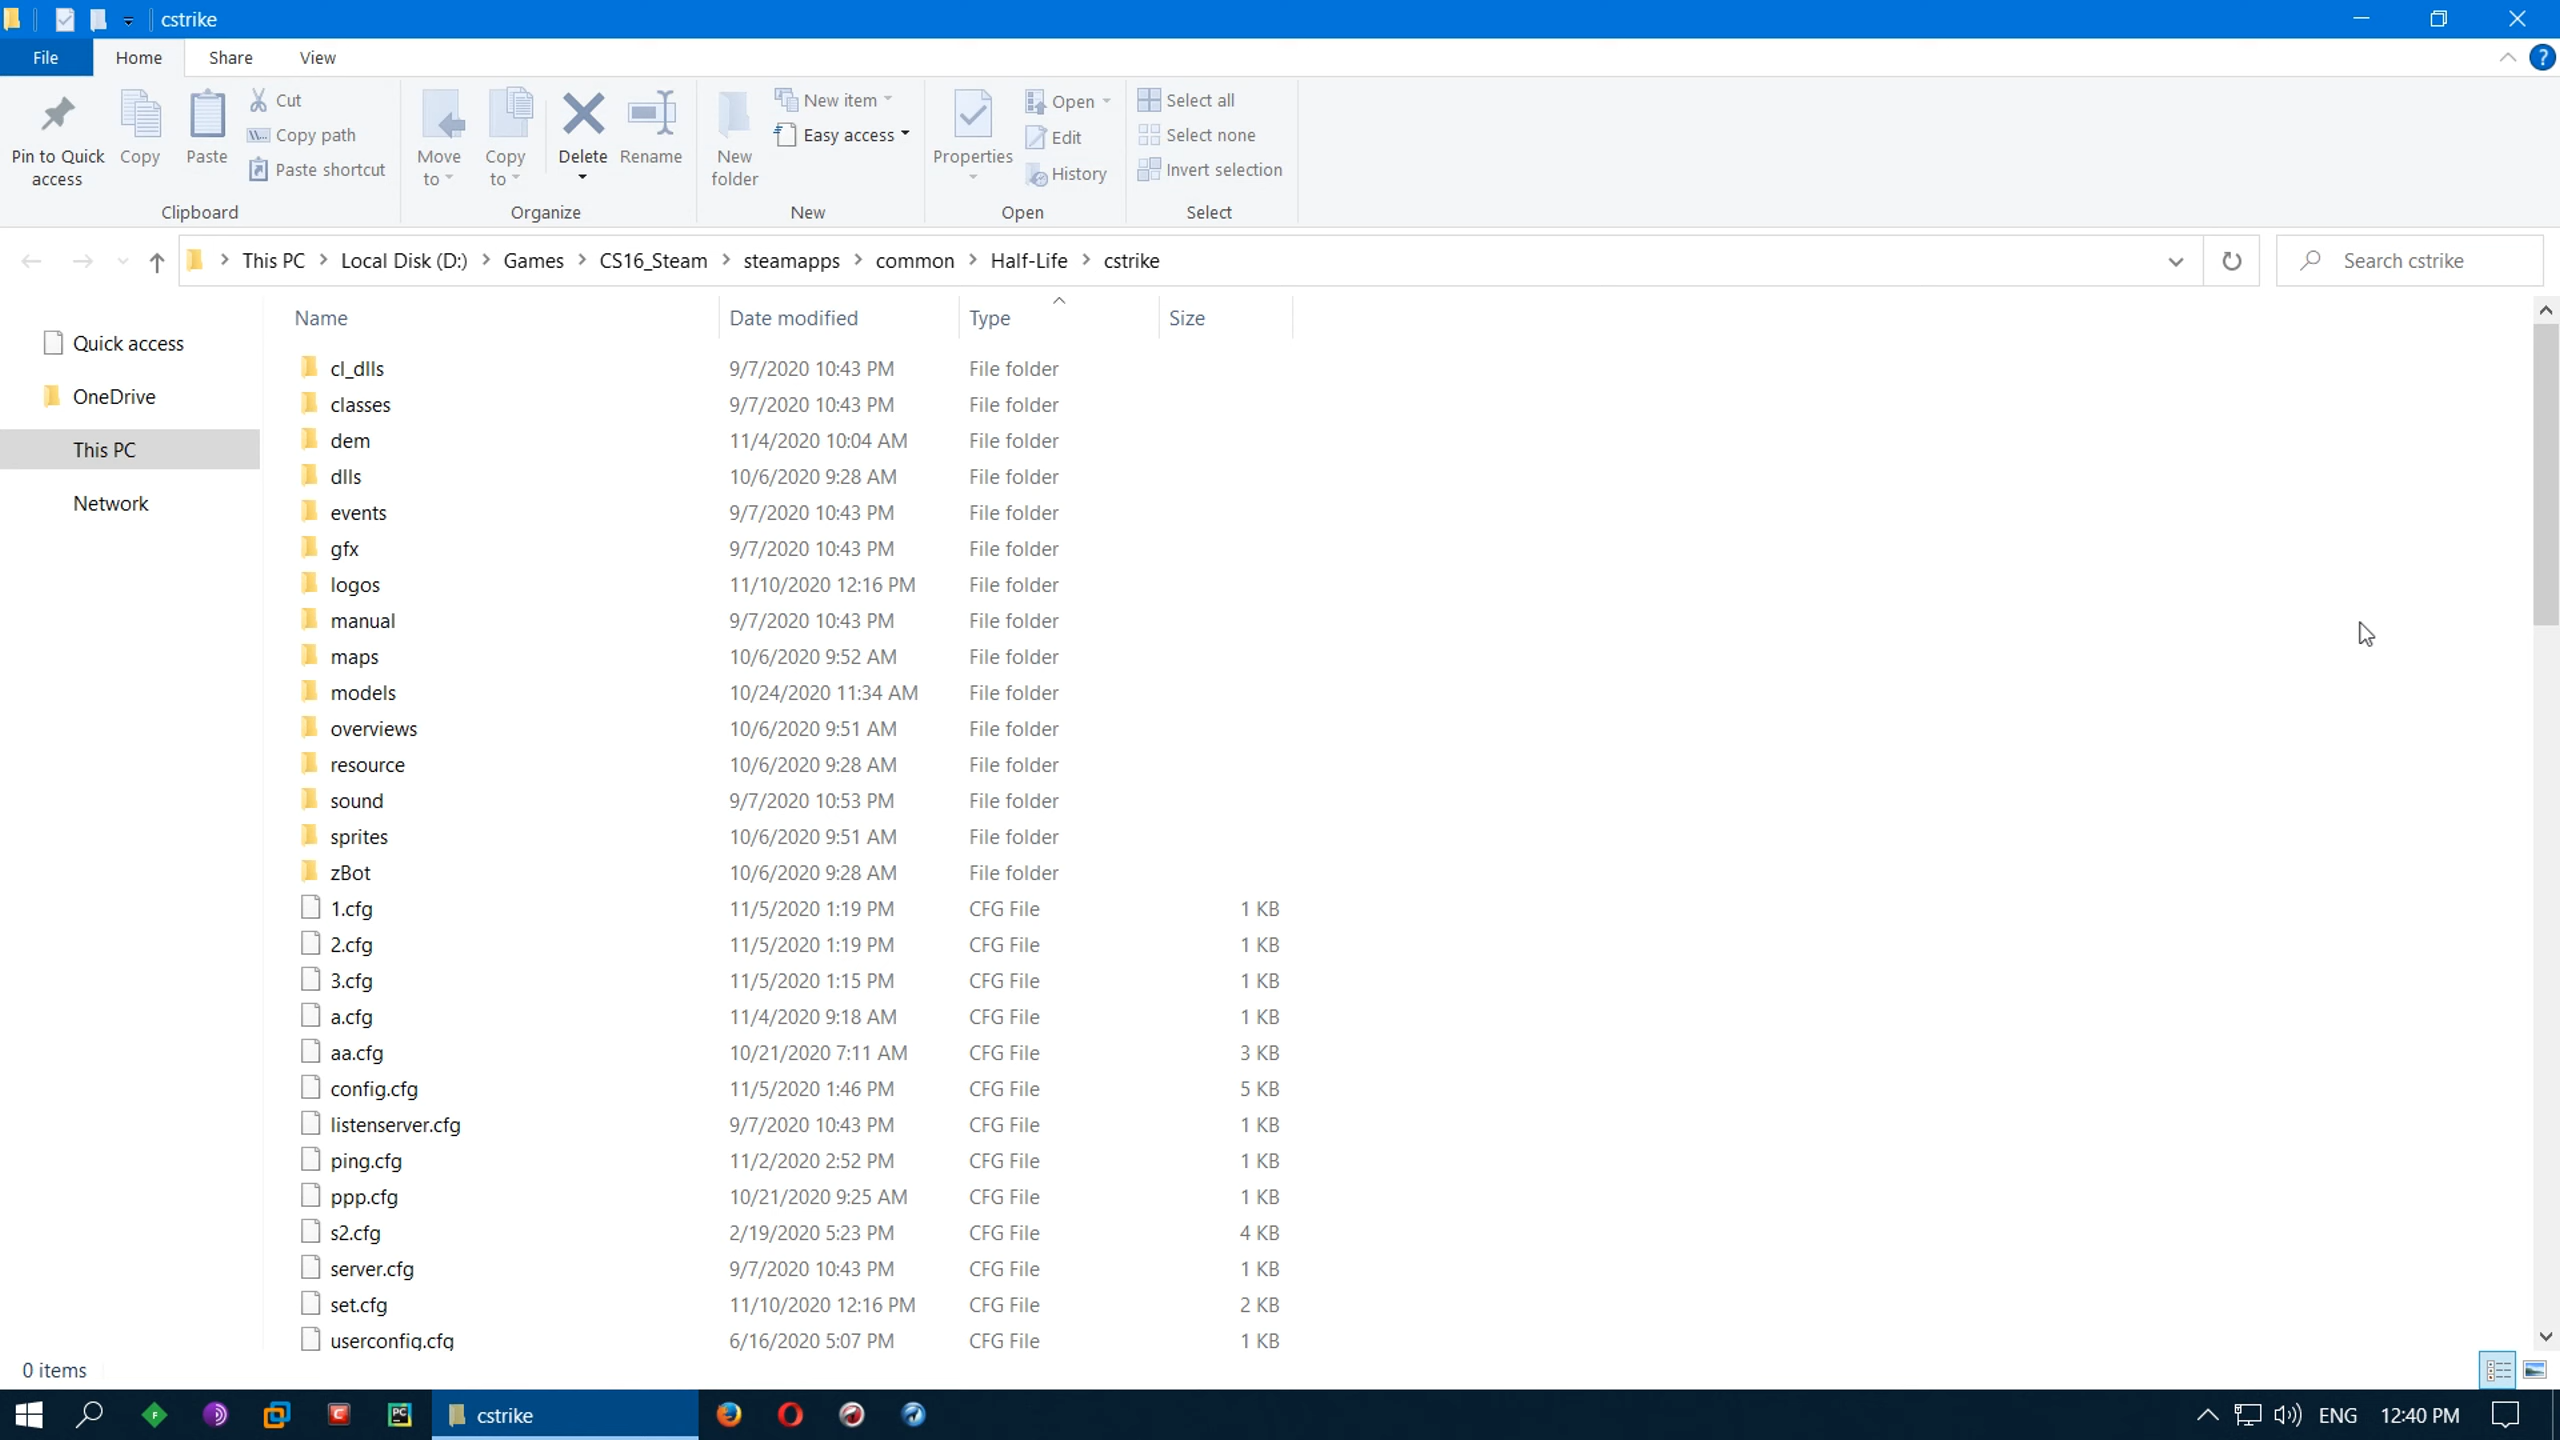 cstrike
File Home Share View
Pin to Quick access
Copy
Paste
Cut
Copy path
Paste shortcut
Clipboard
Move to
Copy to
Delete
Rename
Organize
New folder
New item
Easy access
New
Properties
Open
Edit
History
Open
Select all
Select none
Invert selection
Select
This PC > Local Disk (D:) > Games > CS16_Steam > steamapps > common > Half-Life > cstrike
Search cstrike
Quick access
OneDrive
This PC
Network
Name Date modified Type Size
cl_dlls 9/7/2020 10:43 PM File folder
classes 9/7/2020 10:43 PM File folder
dem 11/4/2020 10:04 AM File folder
dlls 10/6/2020 9:28 AM File folder
events 9/7/2020 10:43 PM File folder
gfx 9/7/2020 10:43 PM File folder
logos 11/10/2020 12:16 PM File folder
manual 9/7/2020 10:43 PM File folder
maps 10/6/2020 9:52 AM File folder
models 10/24/2020 11:34 AM File folder
overviews 10/6/2020 9:51 AM File folder
resource 10/6/2020 9:28 AM File folder
sound 9/7/2020 10:53 PM File folder
sprites 10/6/2020 9:51 AM File folder
zBot 10/6/2020 9:28 AM File folder
1.cfg 11/5/2020 1:19 PM CFG File 1 KB
2.cfg 11/5/2020 1:19 PM CFG File 1 KB
3.cfg 11/5/2020 1:15 PM CFG File 1 KB
a.cfg 11/4/2020 9:18 AM CFG File 1 KB
aa.cfg 10/21/2020 7:11 AM CFG File 3 KB
config.cfg 11/5/2020 1:46 PM CFG File 5 KB
listenserver.cfg 9/7/2020 10:43 PM CFG File 1 KB
ping.cfg 11/2/2020 2:52 PM CFG File 1 KB
ppp.cfg 10/21/2020 9:25 AM CFG File 1 KB
s2.cfg 2/19/2020 5:23 PM CFG File 4 KB
server.cfg 9/7/2020 10:43 PM CFG File 1 KB
set.cfg 11/10/2020 12:16 PM CFG File 2 KB
userconfig.cfg 6/16/2020 5:07 PM CFG File 1 KB
0 items
cstrike
ENG 12:40 PM